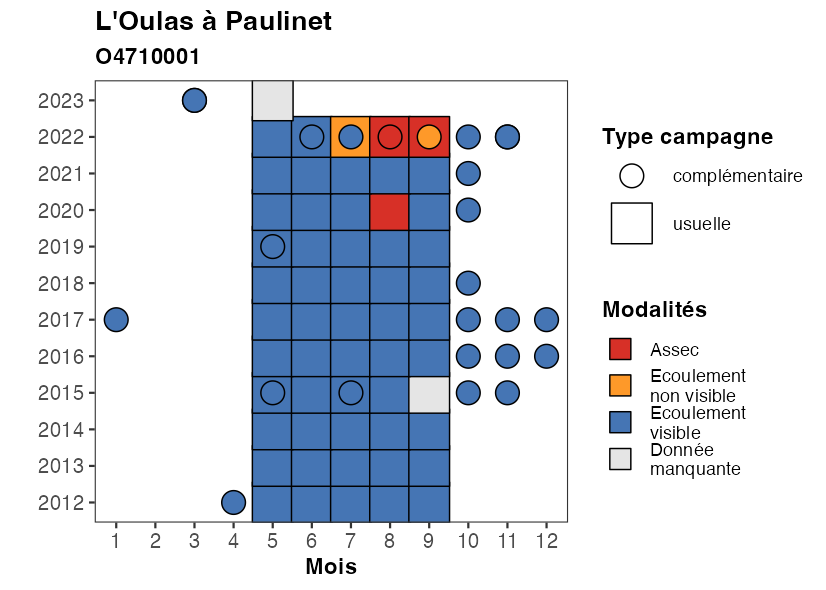 L'Oulas à Paulinet
O4710001
2023
2022
2021
2020
2019
2018
2017
2016
2015
2014
2013
2012
1 2 3 4 5 6 7 8 9 10 11 12
Mois
Type campagne
complémentaire
usuelle
Modalités
Assec
Ecoulement
non visible
Ecoulement
visible
Donnée
manquante